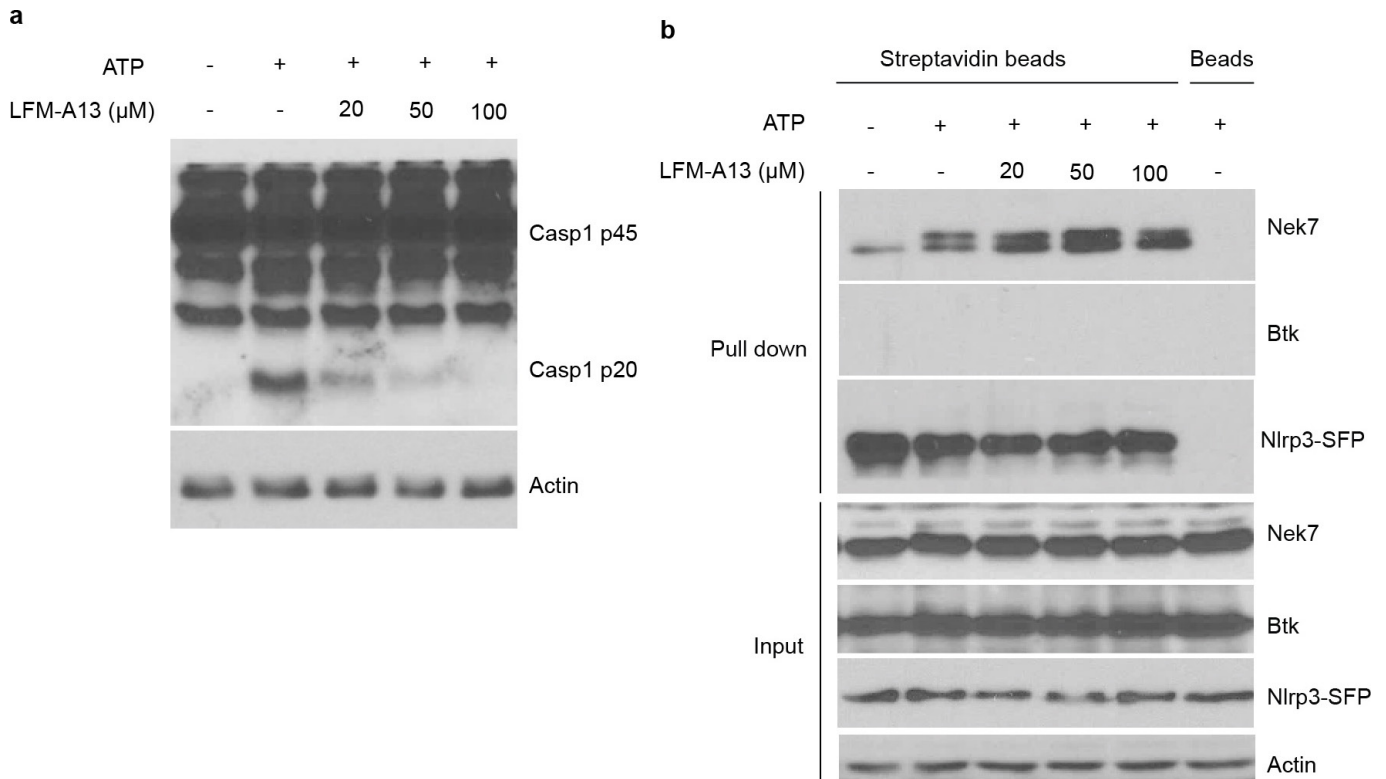 a
ATP - + + + +
LFM-A13 (µM) - - 20 50 100
Casp1 p45
Casp1 p20
Actin
b
Streptavidin beads Beads
ATP - + + + + +
LFM-A13 (µM) - - 20 50 100 -
Pull down
Nek7
Btk
Nlrp3-SFP
Input
Nek7
Btk
Nlrp3-SFP
Actin